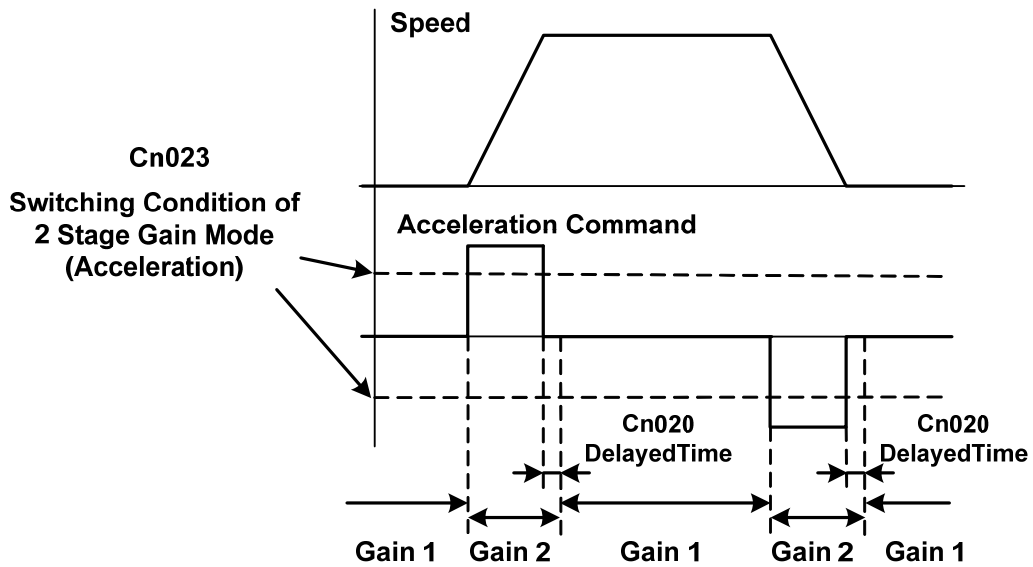 Speed
Cn023
Switching Condition of
2 Stage Gain Mode
(Acceleration)
Acceleration Command
Cn020
DelayedTime
Cn020
DelayedTime
Gain 1
Gain 2
Gain 1
Gain 2
Gain 1